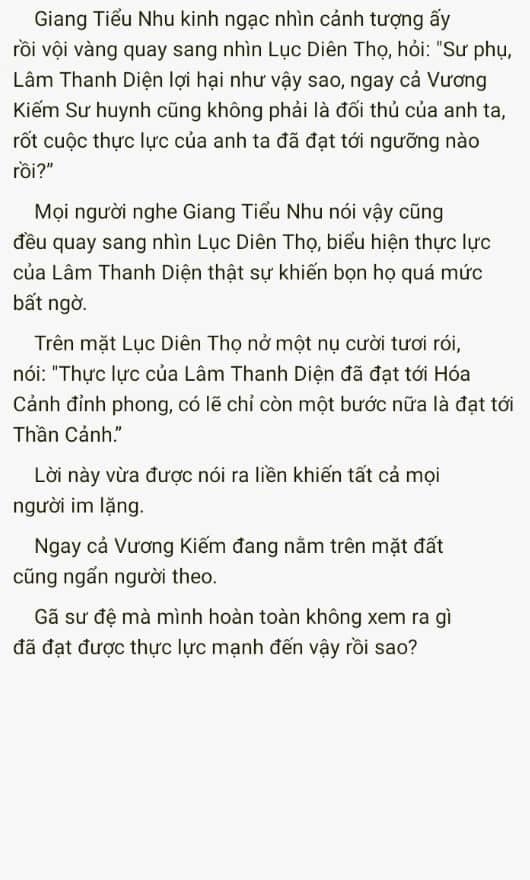 Giang Tiểu Nhu kinh ngạc nhìn cảnh tượng ấy
rồi vội vàng quay sang nhìn Lục Diên Thọ, hỏi: "Sư phụ,
Lâm Thanh Diện lợi hại như vậy sao, ngay cả Vương
Kiếm Sư huynh cũng không phải là đối thủ của anh ta,
rốt cuộc thực lực của anh ta đã đạt tới ngưỡng nào
rồi?"
Mọi người nghe Giang Tiểu Nhu nói vậy cũng
đều quay sang nhìn Lục Diên Thọ, biểu hiện thực lực
của Lâm Thanh Diện thật sự khiến bọn họ quá mức
bất ngờ.
Trên mặt Lục Diên Thọ nở một nụ cười tươi rói,
nói: "Thực lực của Lâm Thanh Diện đã đạt tới Hóa
Cảnh đỉnh phong, có lẽ chỉ còn một bước nữa là đạt tới
Thần Cảnh."
Lời này vừa được nói ra liền khiến tất cả mọi
người im lặng.
Ngay cả Vương Kiếm đang nằm trên mặt đất
cũng ngẩn người theo.
Gã sư đệ mà mình hoàn toàn không xem ra gì
đã đạt được thực lực mạnh đến vậy rồi sao?